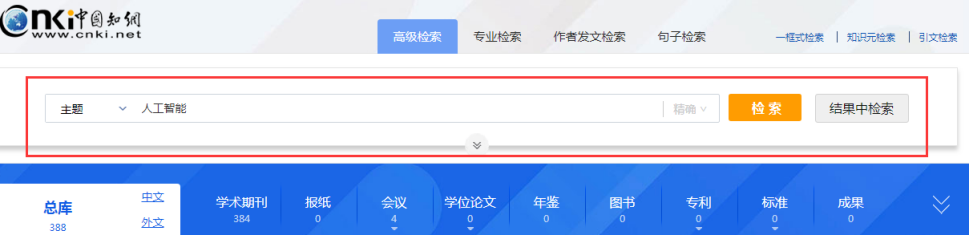 Cnki中国知网
www.cnki.net
高级检索 专业检索 作者发文检索 句子检索 一框式检索 | 知识元检索 | 引文检索
主题 人工智能 精确 检索 结果中检索
总库 388 中文 外文
学术期刊 384
报纸 0
会议 4
学位论文 0
年鉴 0
图书 0
专利 0
标准 0
成果 0